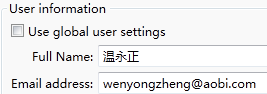 User information
Use global user settings
Full Name: 温永正
Email address: wenyongzheng@aobi.com